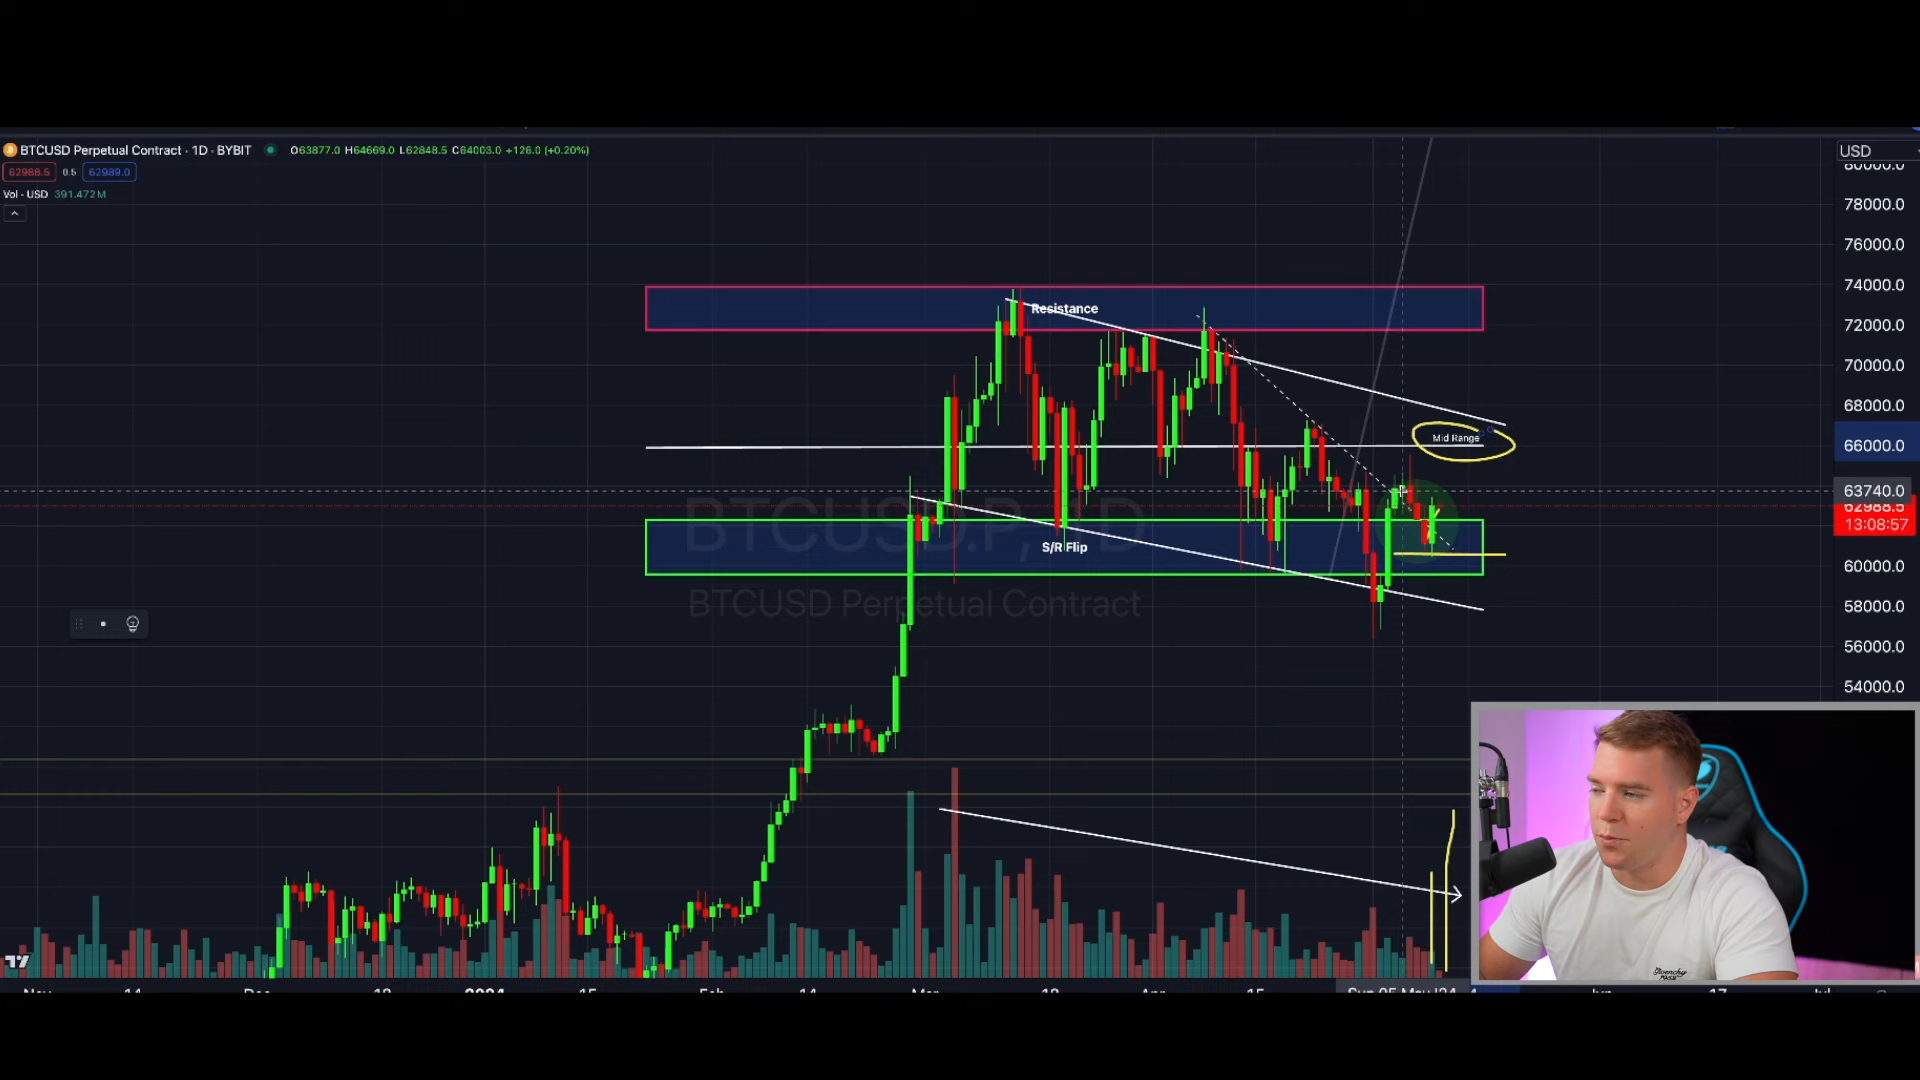 BTCUSD Perpetual Contract · 1D · BYBIT O63877.0 H64669.0 L62848.5 C64003.0 +126.0 (+0.20%)
USD
62988.5 0.5 62989.0
80000.0
Vol · USD 391.472M
78000.0
76000.0
74000.0
Resistance
72000.0
70000.0
68000.0
Mid Range
66000.0
63740.0
62988.5
13:08:57
BTCUSD.P, 1D
S/R Flip
60000.0
BTCUSD Perpetual Contract
58000.0
56000.0
54000.0
Givenchy
Nov 14 Dec 18 2024 15 Feb 14 Mar 18 Apr 15 Sun 05 May '24 Jun 17 Jul